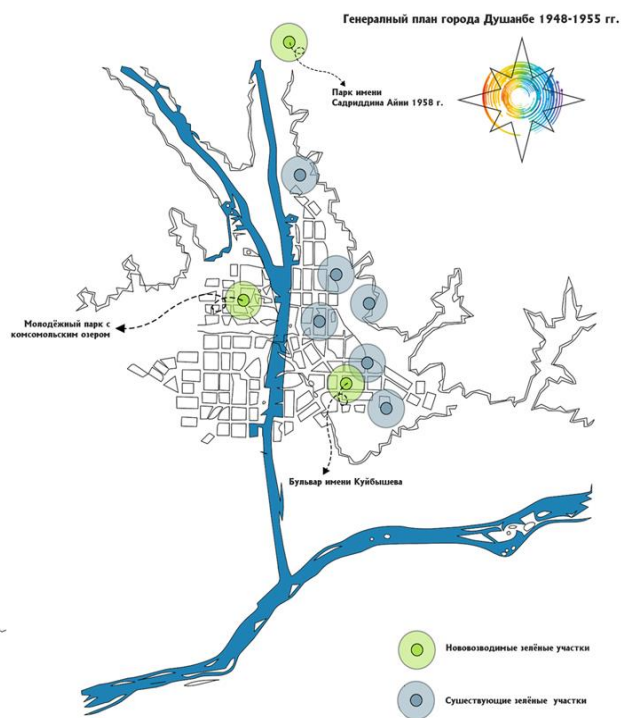 Генералный план города Душанбе 1948-1955 гг.
Парк имени
Садриддина Айни 1958 г.
Молодёжный парк с
комсомольским озером
Бульвар имени Куйбышева
Нововозводимые зелёные участки
Существующие зелёные участки